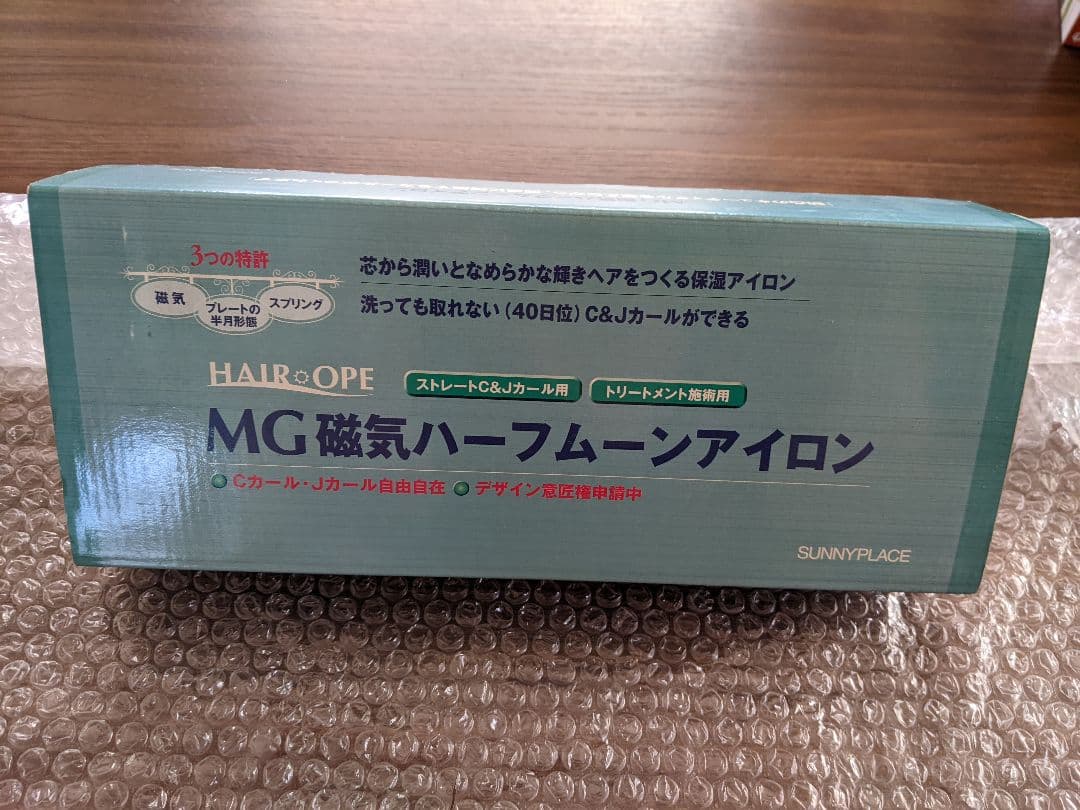 3つの特許
磁気
プレートの
半月形態
スプリング
芯から潤いとなめらかな輝きヘアをつくる保湿アイロン
洗っても取れない(40日位)C&Jカールができる
HAIR OPE
ストレートC&Jカール用
トリートメント施術用
MG磁気ハーフムーンアイロン
Cカール・Jカール自由自在
デザイン意匠権申請中
SUNNYPLACE